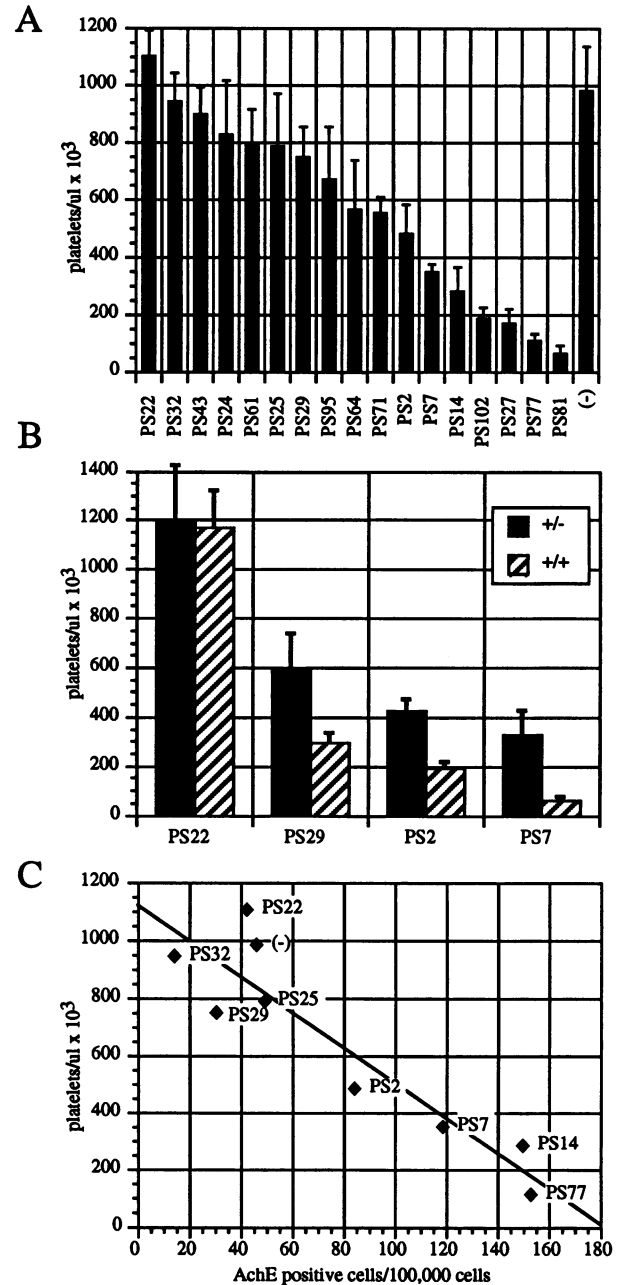 A
platelets/ul x 10³
1200
1000
800
600
400
200
0
PS22
PS32
PS43
PS24
PS61
PS25
PS29
PS95
PS64
PS71
PS2
PS7
PS14
PS102
PS27
PS77
PS81
(-)
B
platelets/ul x 10³
1400
1200
1000
800
600
400
200
0
+/-
+/+
PS22
PS29
PS2
PS7
C
platelets/ul x 10³
1200
1000
800
600
400
200
0
PS22
(-)
PS32
PS25
PS29
PS2
PS7
PS14
PS77
0 20 40 60 80 100 120 140 160 180
AchE positive cells/100,000 cells